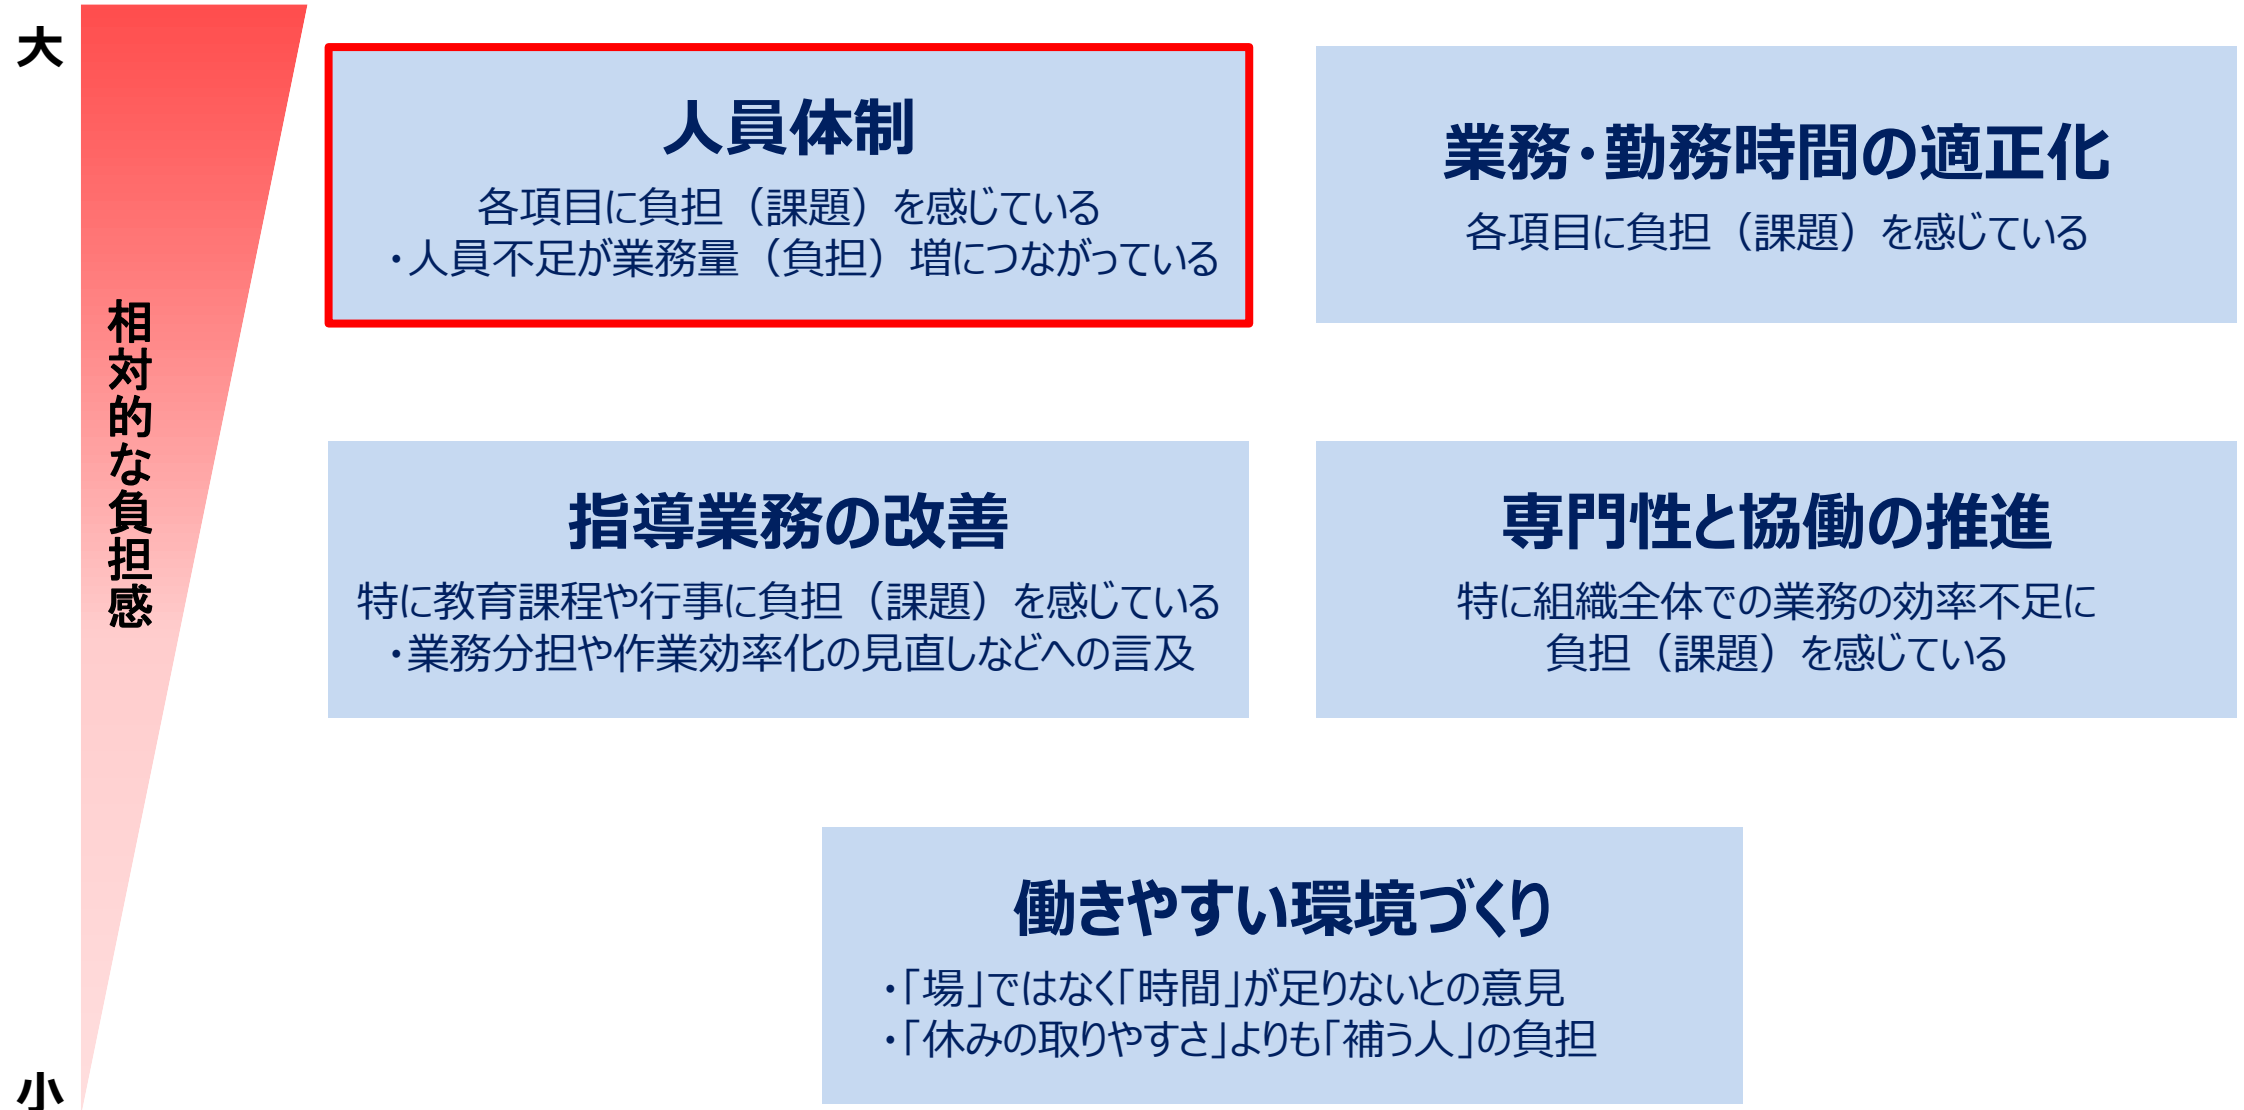 大
相対的な負担感
小
人員体制
各項目に負担（課題）を感じている
・人員不足が業務量（負担）増につながっている
業務・勤務時間の適正化
各項目に負担（課題）を感じている
指導業務の改善
特に教育課程や行事に負担（課題）を感じている
・業務分担や作業効率化の見直しなどへの言及
専門性と協働の推進
特に組織全体での業務の効率不足に
負担（課題）を感じている
働きやすい環境づくり
・「場」ではなく「時間」が足りないとの意見
・「休みの取りやすさ」よりも「補う人」の負担